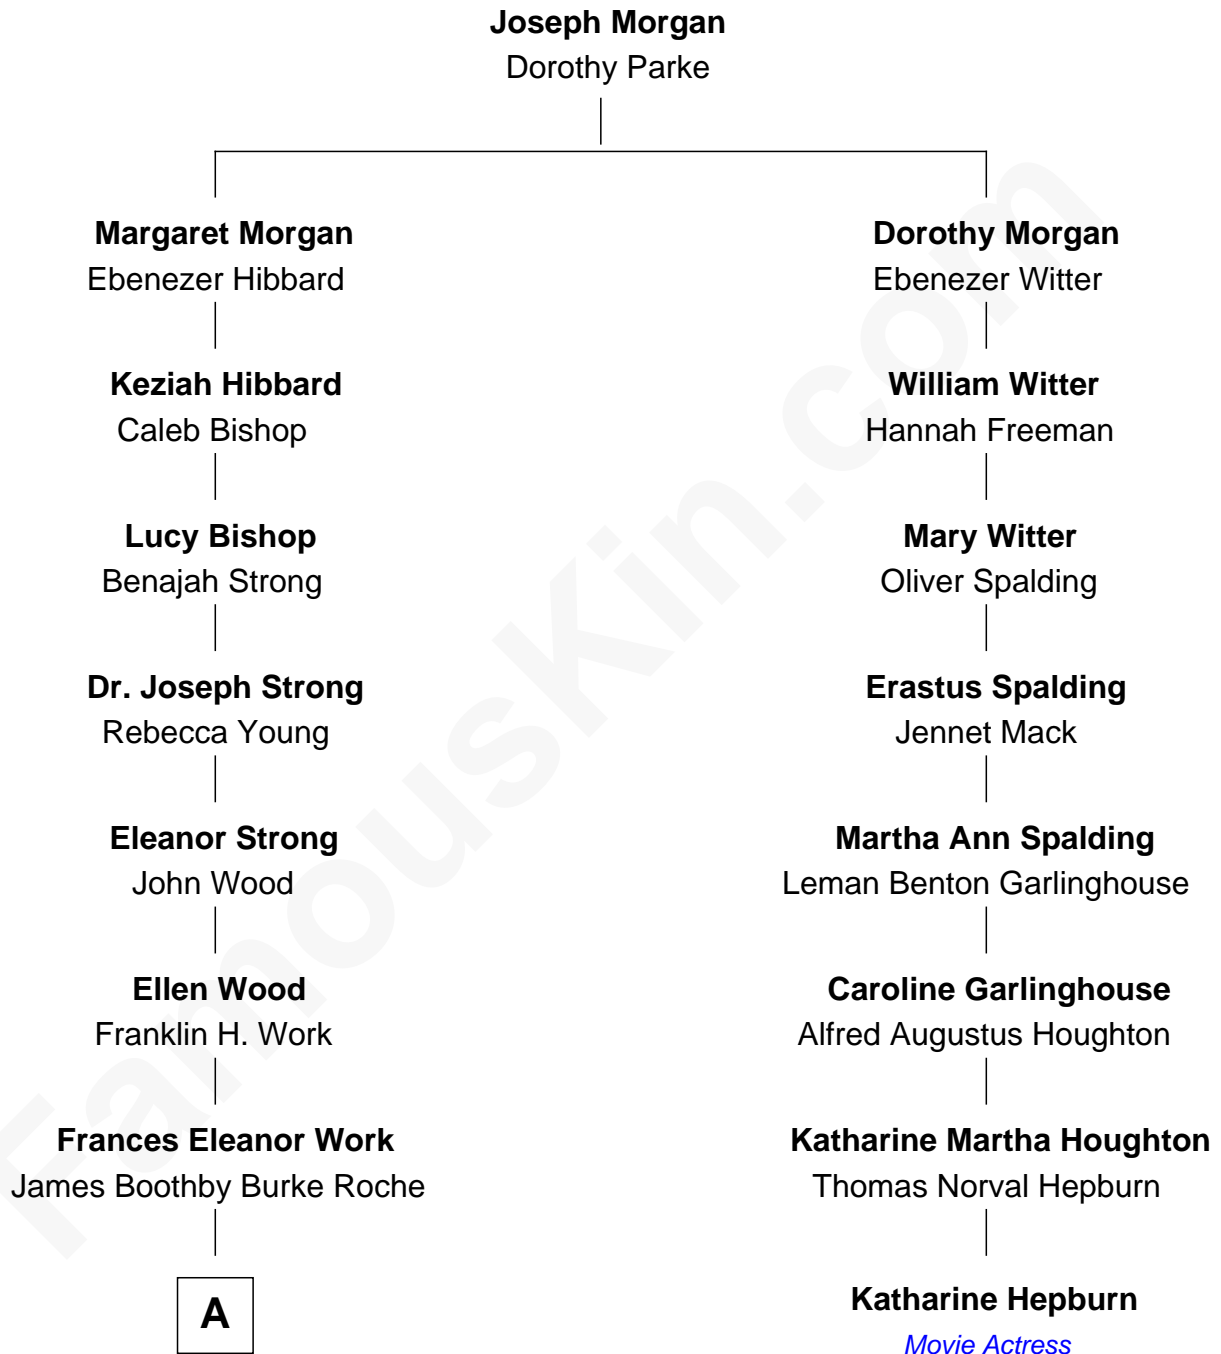 Joseph Morgan
Dorothy Parke
Margaret Morgan
Ebenezer Hibbard
Dorothy Morgan
Ebenezer Witter
Keziah Hibbard
Caleb Bishop
William Witter
Hannah Freeman
Lucy Bishop
Benajah Strong
Mary Witter
Oliver Spalding
Dr. Joseph Strong
Rebecca Young
Erastus Spalding
Jennet Mack
Eleanor Strong
John Wood
Martha Ann Spalding
Leman Benton Garlinghouse
Ellen Wood
Franklin H. Work
Caroline Garlinghouse
Alfred Augustus Houghton
Frances Eleanor Work
James Boothby Burke Roche
Katharine Martha Houghton
Thomas Norval Hepburn
A
Katharine Hepburn
Movie Actress
FamousKin.com